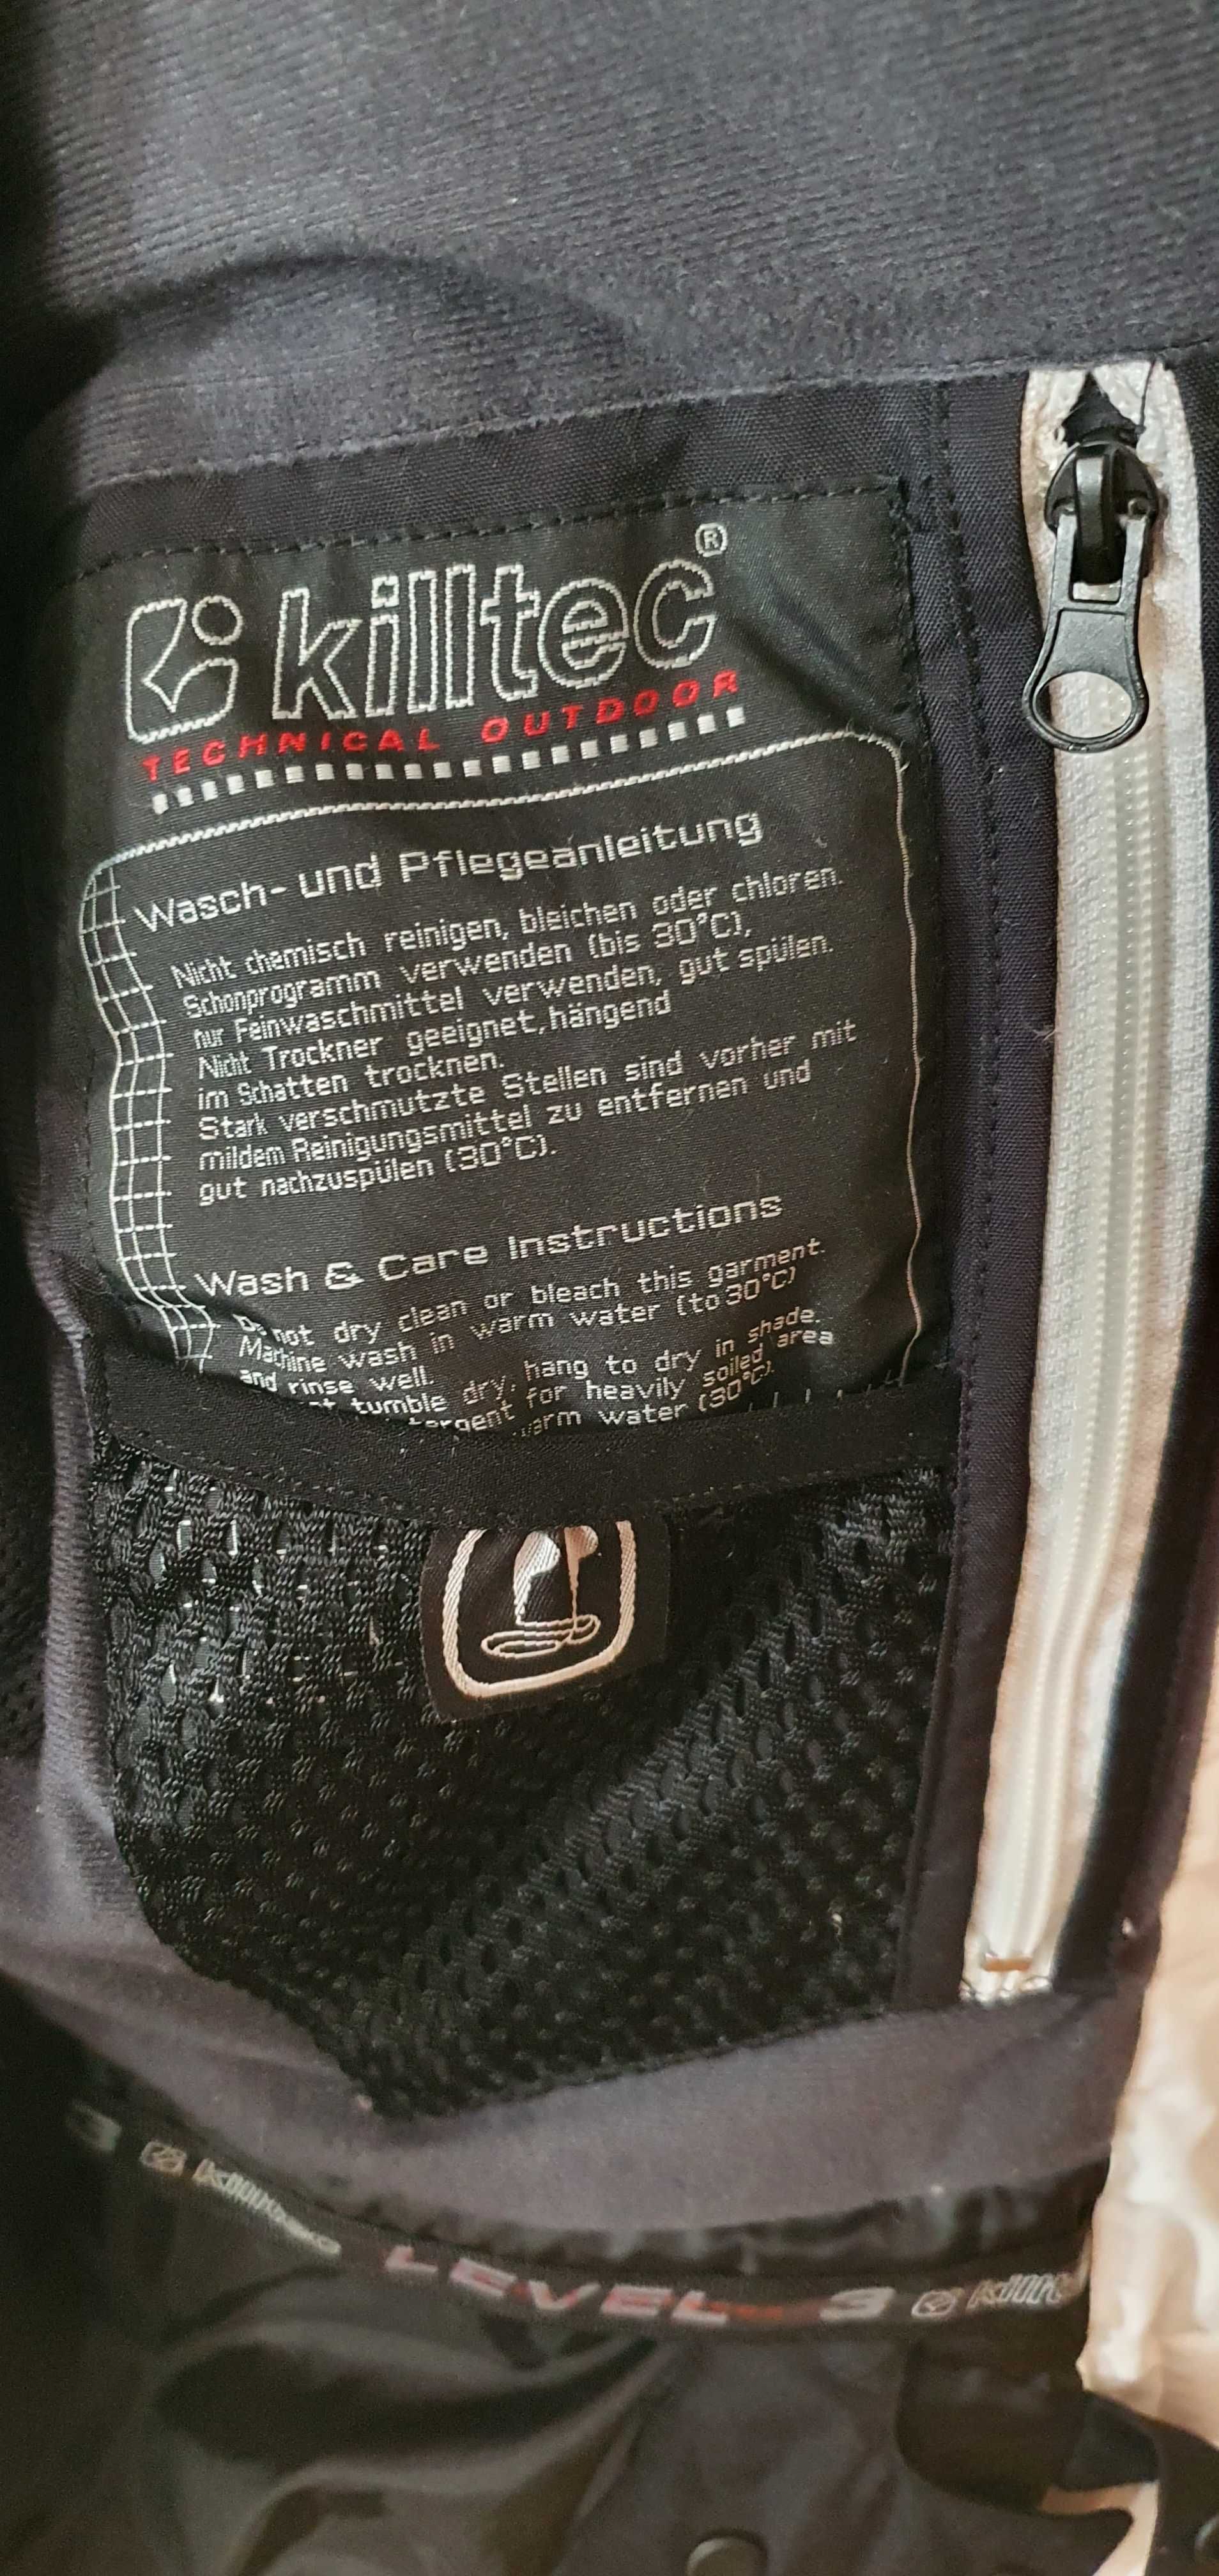 killtec®
TECHNICAL OUTDOOR
Wasch- und Pflegeanleitung
Nicht chemisch reinigen, bleichen oder chloren.
Schonprogramm verwenden (bis 30°C),
nur Feinwaschmittel verwenden, gut spülen.
Nicht Trockner geeignet, hängend
im Schatten trocknen.
Stark verschmutzte Stellen sind vorher mit
mildem Reinigungsmittel zu entfernen und
gut nachzuspülen (30°C).
Wash & Care Instructions
Do not dry clean or bleach this garment.
Machine wash in warm water (to 30°C)
and rinse well.
tumble dry, hang to dry in shade.
for heavily soiled area
warm water (30°C).
3 killtec LEVEL 3 killtec